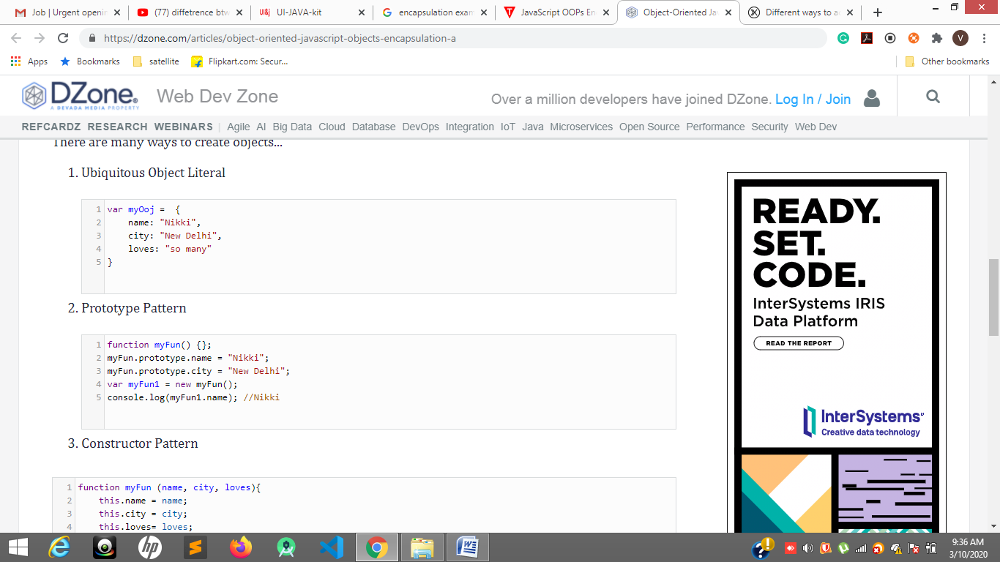 Job | Urgent openin
(77) diffetrence btw
UI&J UI-JAVA-kit
encapsulation exam
JavaScript OOPs En
Object-Oriented Jav
Different ways to a
https://dzone.com/articles/object-oriented-javascript-objects-encapsulation-a
V
Apps
Bookmarks
satellite
Flipkart.com: Secur...
Other bookmarks
DZone.
A DEVADA MEDIA PROPERTY
Web Dev Zone
Over a million developers have joined DZone. Log In / Join
REFCARDZ RESEARCH WEBINARS | Agile AI Big Data Cloud Database DevOps Integration IoT Java Microservices Open Source Performance Security Web Dev
There are many ways to create objects...
1. Ubiquitous Object Literal
1 var myOoj = {
2 name: "Nikki",
3 city: "New Delhi",
4 loves: "so many"
5 }
2. Prototype Pattern
1 function myFun() {};
2 myFun.prototype.name = "Nikki";
3 myFun.prototype.city = "New Delhi";
4 var myFun1 = new myFun();
5 console.log(myFun1.name); //Nikki
3. Constructor Pattern
1 function myFun (name, city, loves){
2 this.name = name;
3 this.city = city;
4 this.loves= loves;
READY.
SET.
CODE.
InterSystems IRIS
Data Platform
READ THE REPORT
InterSystems
Creative data technology
9:36 AM
3/10/2020